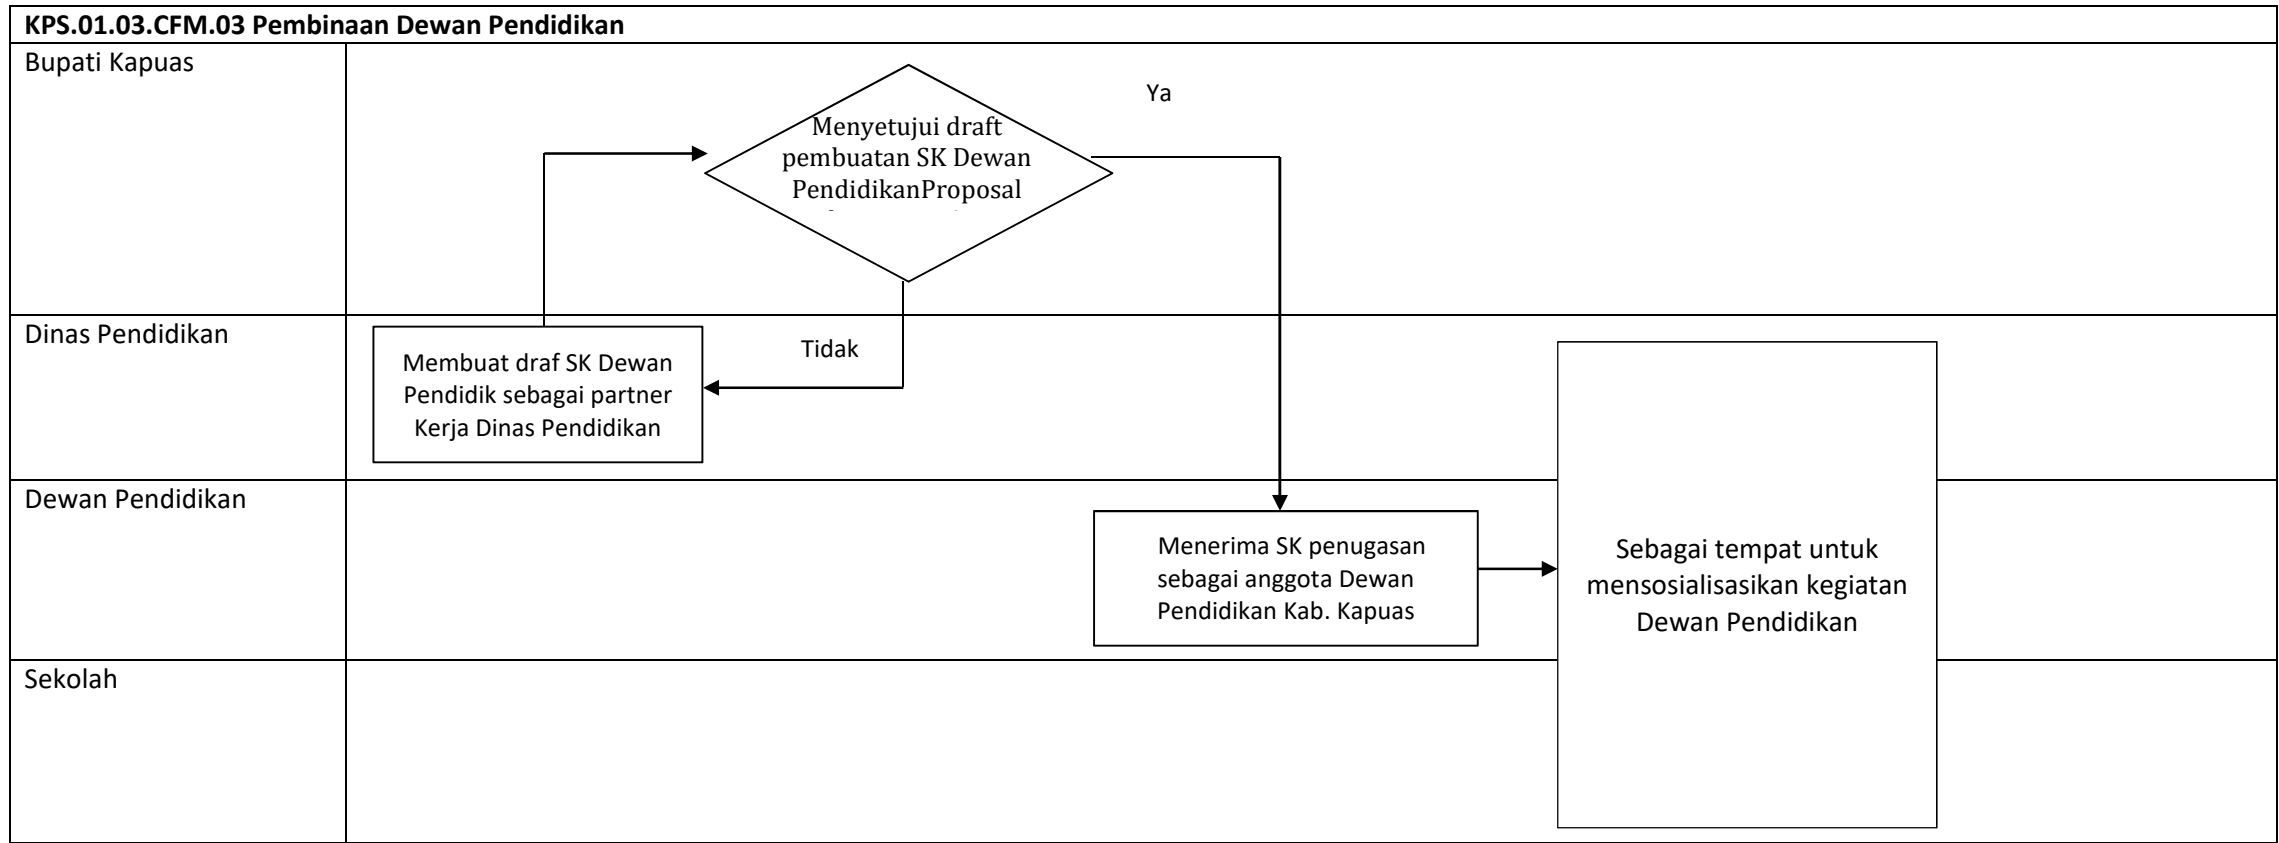 KPS.01.03.CFM.03 Pembinaan Dewan Pendidikan
Bupati Kapuas
Menyetujui draft
pembuatan SK Dewan
PendidikanProposal
Ya
Dinas Pendidikan
Membuat draf SK Dewan
Pendidik sebagai partner
Kerja Dinas Pendidikan
Tidak
Dewan Pendidikan
Menerima SK penugasan
sebagai anggota Dewan
Pendidikan Kab. Kapuas
Sebagai tempat untuk
mensosialisasikan kegiatan
Dewan Pendidikan
Sekolah